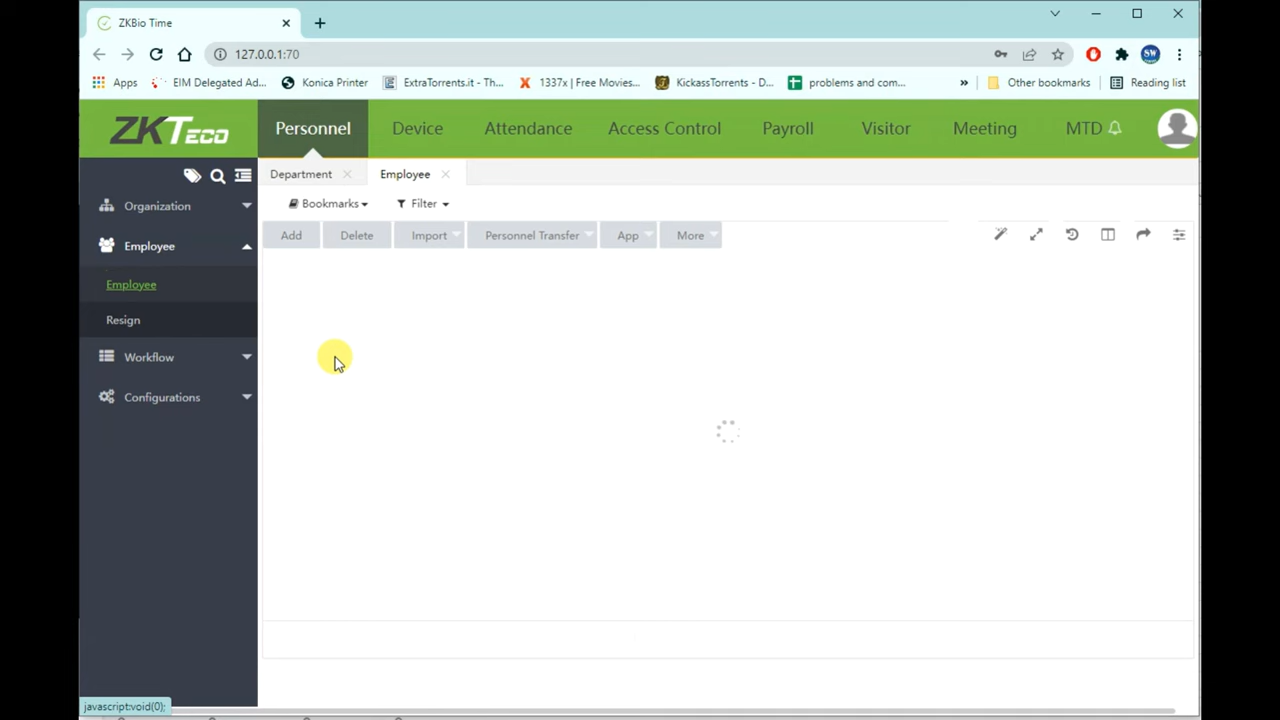 ZKBio Time
127.0.0.1:70
SW
Apps EIM Delegated Ad... Konica Printer ExtraTorrents.it - Th... 1337x | Free Movies... KickassTorrents - D... problems and com... » Other bookmarks Reading list
ZKTECO Personnel Device Attendance Access Control Payroll Visitor Meeting MTD
Department Employee
Organization
Bookmarks Filter
Add Delete Import Personnel Transfer App More
Employee
Employee
Resign
Workflow
Configurations
javascript:void(0);